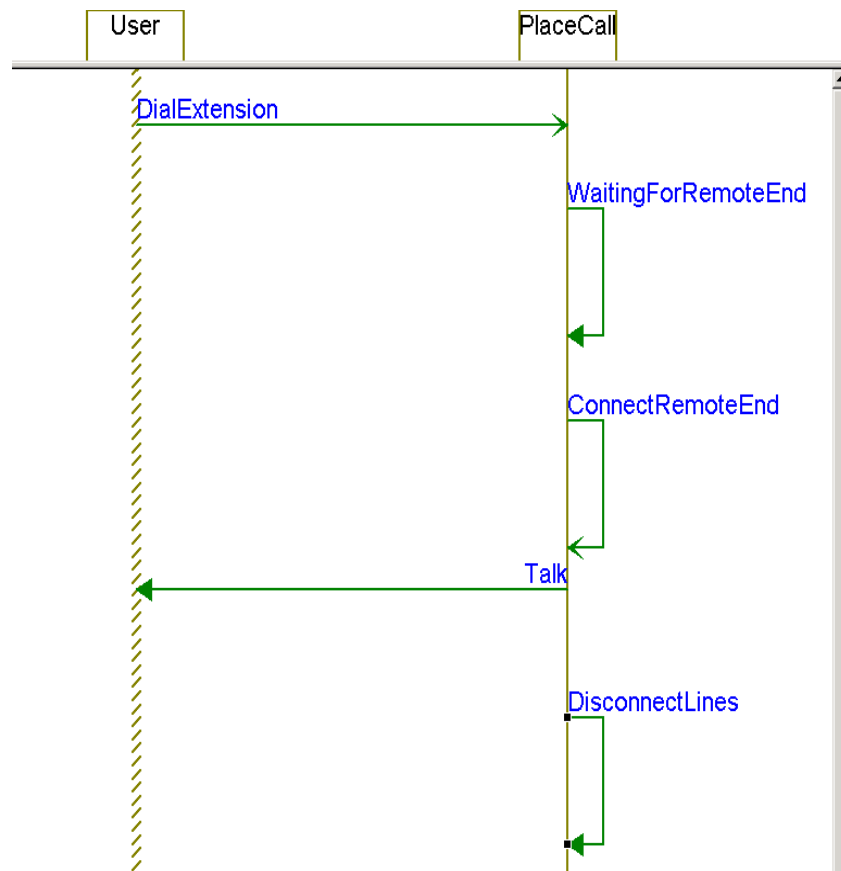 User
PlaceCall
DialExtension
WaitingForRemoteEnd
ConnectRemoteEnd
Talk
DisconnectLines